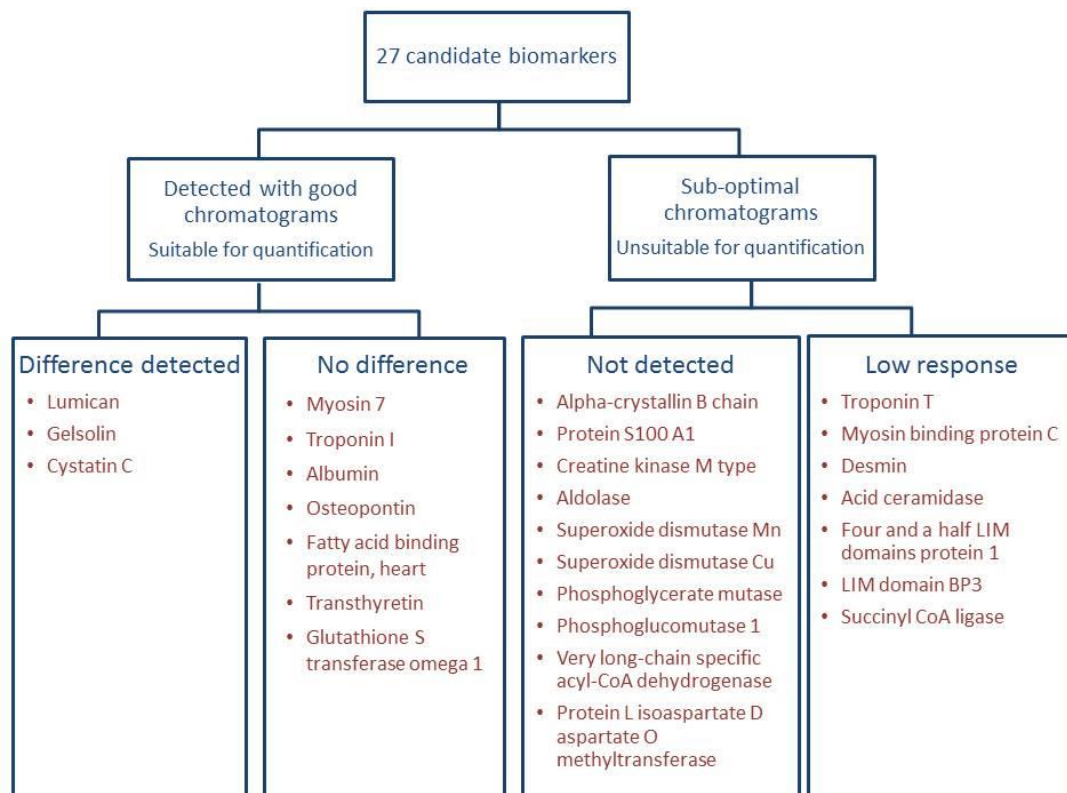 27 candidate biomarkers
Detected with good
chromatograms
Suitable for quantification
Sub-optimal
chromatograms
Unsuitable for quantification
Difference detected
• Lumican
• Gelsolin
• Cystatin C
No difference
• Myosin 7
• Troponin I
• Albumin
• Osteopontin
• Fatty acid binding
protein, heart
• Transthyretin
• Glutathione S
transferase omega 1
Not detected
• Alpha-crystallin B chain
• Protein S100 A1
• Creatine kinase M type
• Aldolase
• Superoxide dismutase Mn
• Superoxide dismutase Cu
• Phosphoglycerate mutase
• Phosphoglucomutase 1
• Very long-chain specific
acyl-CoA dehydrogenase
• Protein L isoaspartate D
aspartate O
methyltransferase
Low response
• Troponin T
• Myosin binding protein C
• Desmin
• Acid ceramidase
• Four and a half LIM
domains protein 1
• LIM domain BP3
• Succinyl CoA ligase